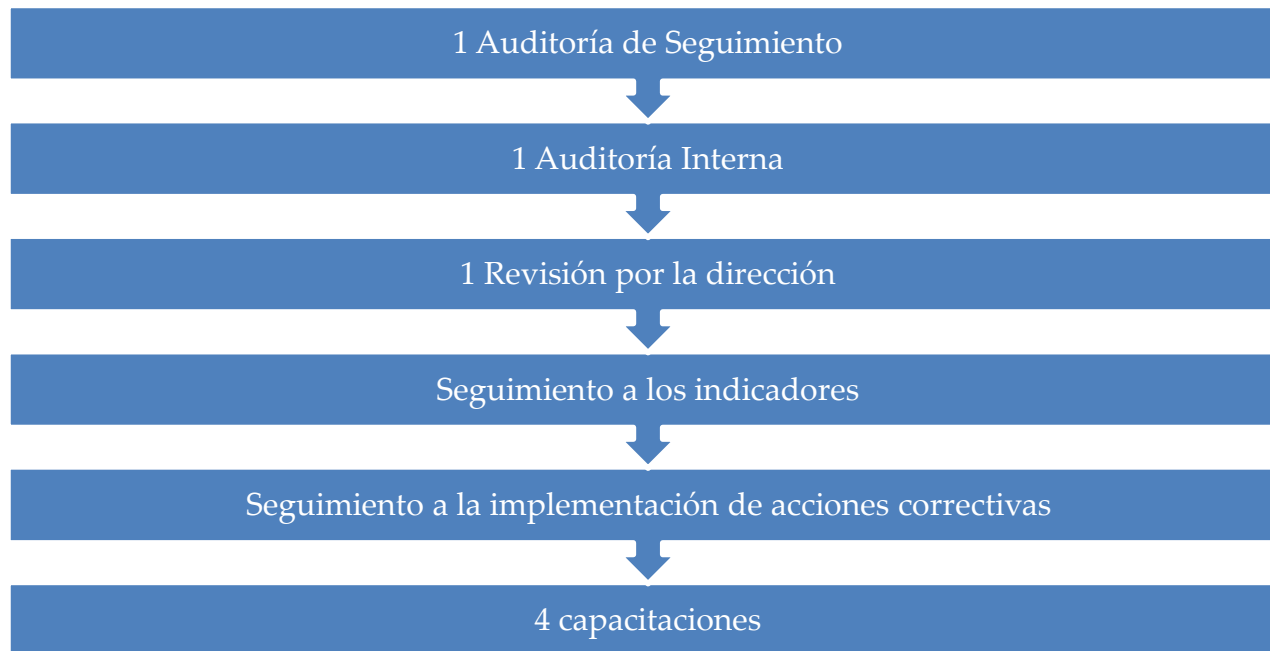 1 Auditoría de Seguimiento
1 Auditoría Interna
1 Revisión por la dirección
Seguimiento a los indicadores
Seguimiento a la implementación de acciones correctivas
4 capacitaciones